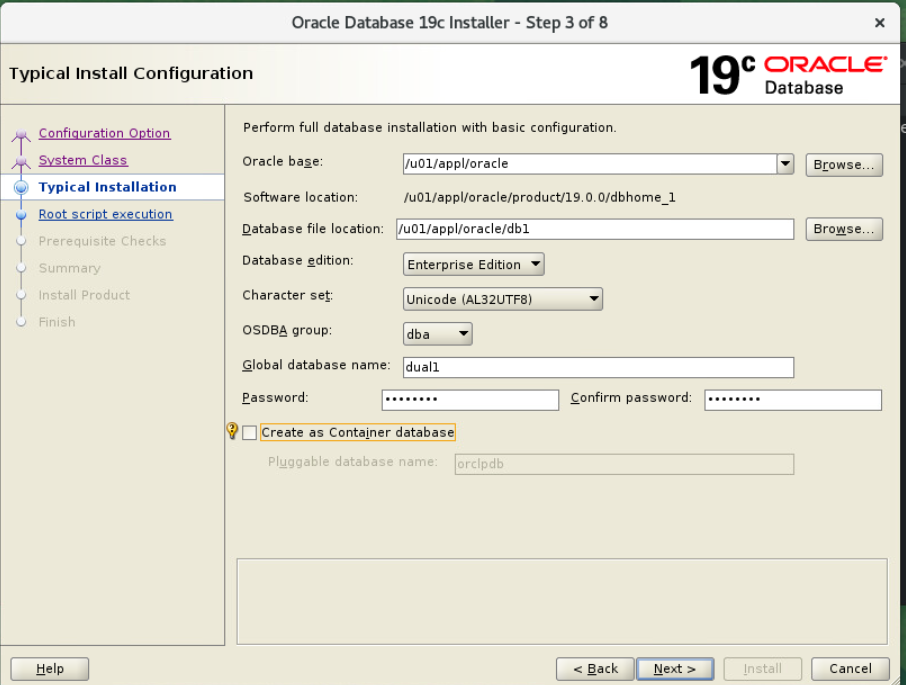 Oracle Database 19c Installer - Step 3 of 8
Typical Install Configuration
19c ORACLE
Database
Configuration Option
System Class
Typical Installation
Root script execution
Prerequisite Checks
Summary
Install Product
Finish
Perform full database installation with basic configuration.
Oracle base: /u01/appl/oracle Browse...
Software location: /u01/appl/oracle/product/19.0.0/dbhome_1
Database file location: /u01/appl/oracle/db1 Browse...
Database edition: Enterprise Edition
Character set: Unicode (AL32UTF8)
OSDBA group: dba
Global database name: dual1
Password: •••••••• Confirm password: ••••••••
Create as Container database
Pluggable database name: orclpdb
Help < Back Next > Install Cancel